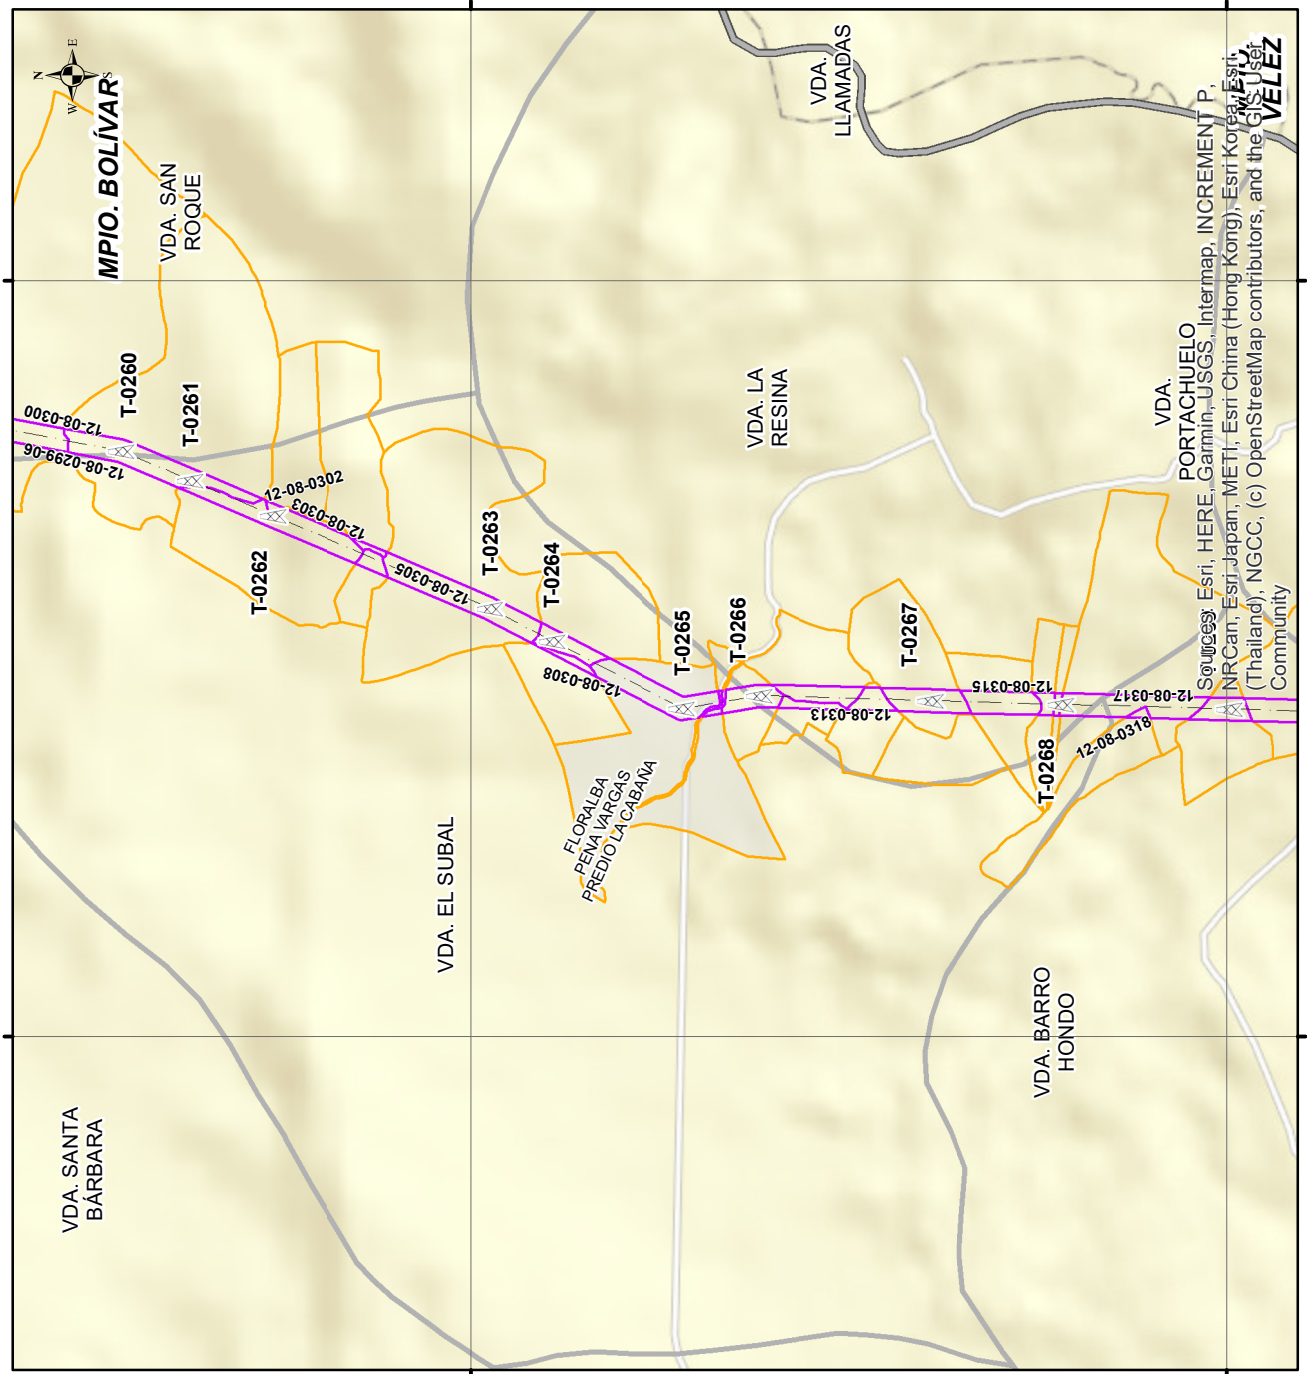 N
E
S
W
MPIO. BOLÍVAR
VDA. SAN
ROQUE
VDA.
LLAMADAS
MPIO.
VÉLEZ
T-0260
T-0261
12-08-0300
12-08-0299-06
12-08-0302
12-08-0303
T-0262
12-08-0305
T-0263
T-0264
12-08-0308
T-0265
T-0266
VDA. LA
RESINA
VDA.
PORTACHUELO
T-0267
12-08-0313
12-08-0315
12-08-0317
12-08-0318
T-0268
FLORALBA
PEÑA VARGAS
PREDIO LA CABAÑA
VDA. EL SUBAL
VDA. BARRO
HONDO
VDA. SANTA
BÁRBARA
Sources: Esri, HERE, Garmin, USGS, Intermap, INCREMENT P,
NRCan, Esri Japan, METI, Esri China (Hong Kong), Esri Korea, Esri
(Thailand), NGCC, (c) OpenStreetMap contributors, and the GIS User
Community